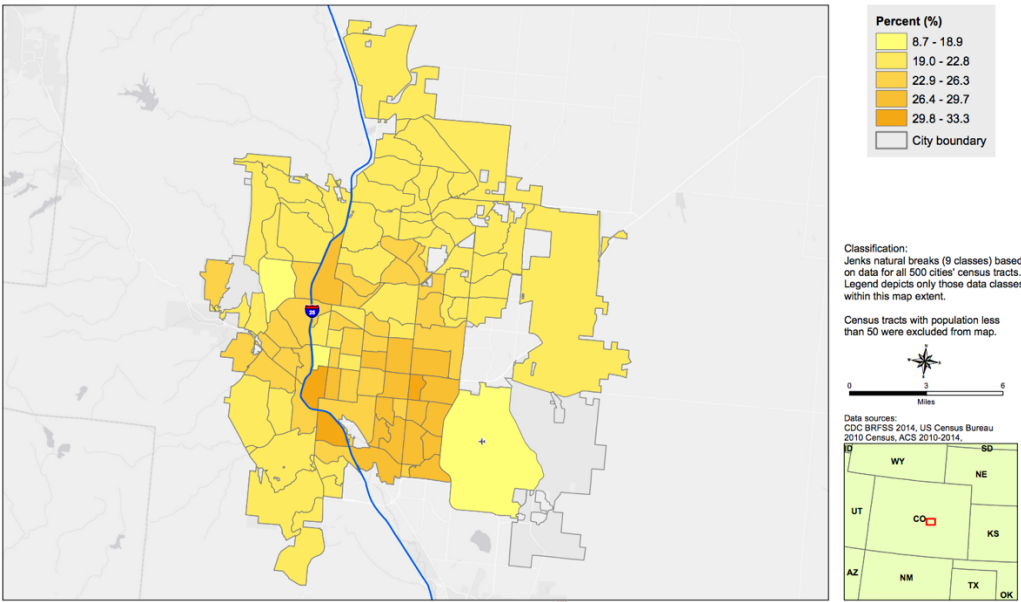 Percent (%)
8.7 - 18.9
19.0 - 22.8
22.9 - 26.3
26.4 - 29.7
29.8 - 33.3
City boundary
Classification:
Jenks natural breaks (9 classes) based
on data for all 500 cities' census tracts.
Legend depicts only those data classes
within this map extent.
Census tracts with population less
than 50 were excluded from map.
0 3 6
Miles
Data sources:
CDC BRFSS 2014, US Census Bureau
2010 Census, ACS 2010-2014,
ID WY SD
NE
UT CO
KS
AZ NM TX OK
25